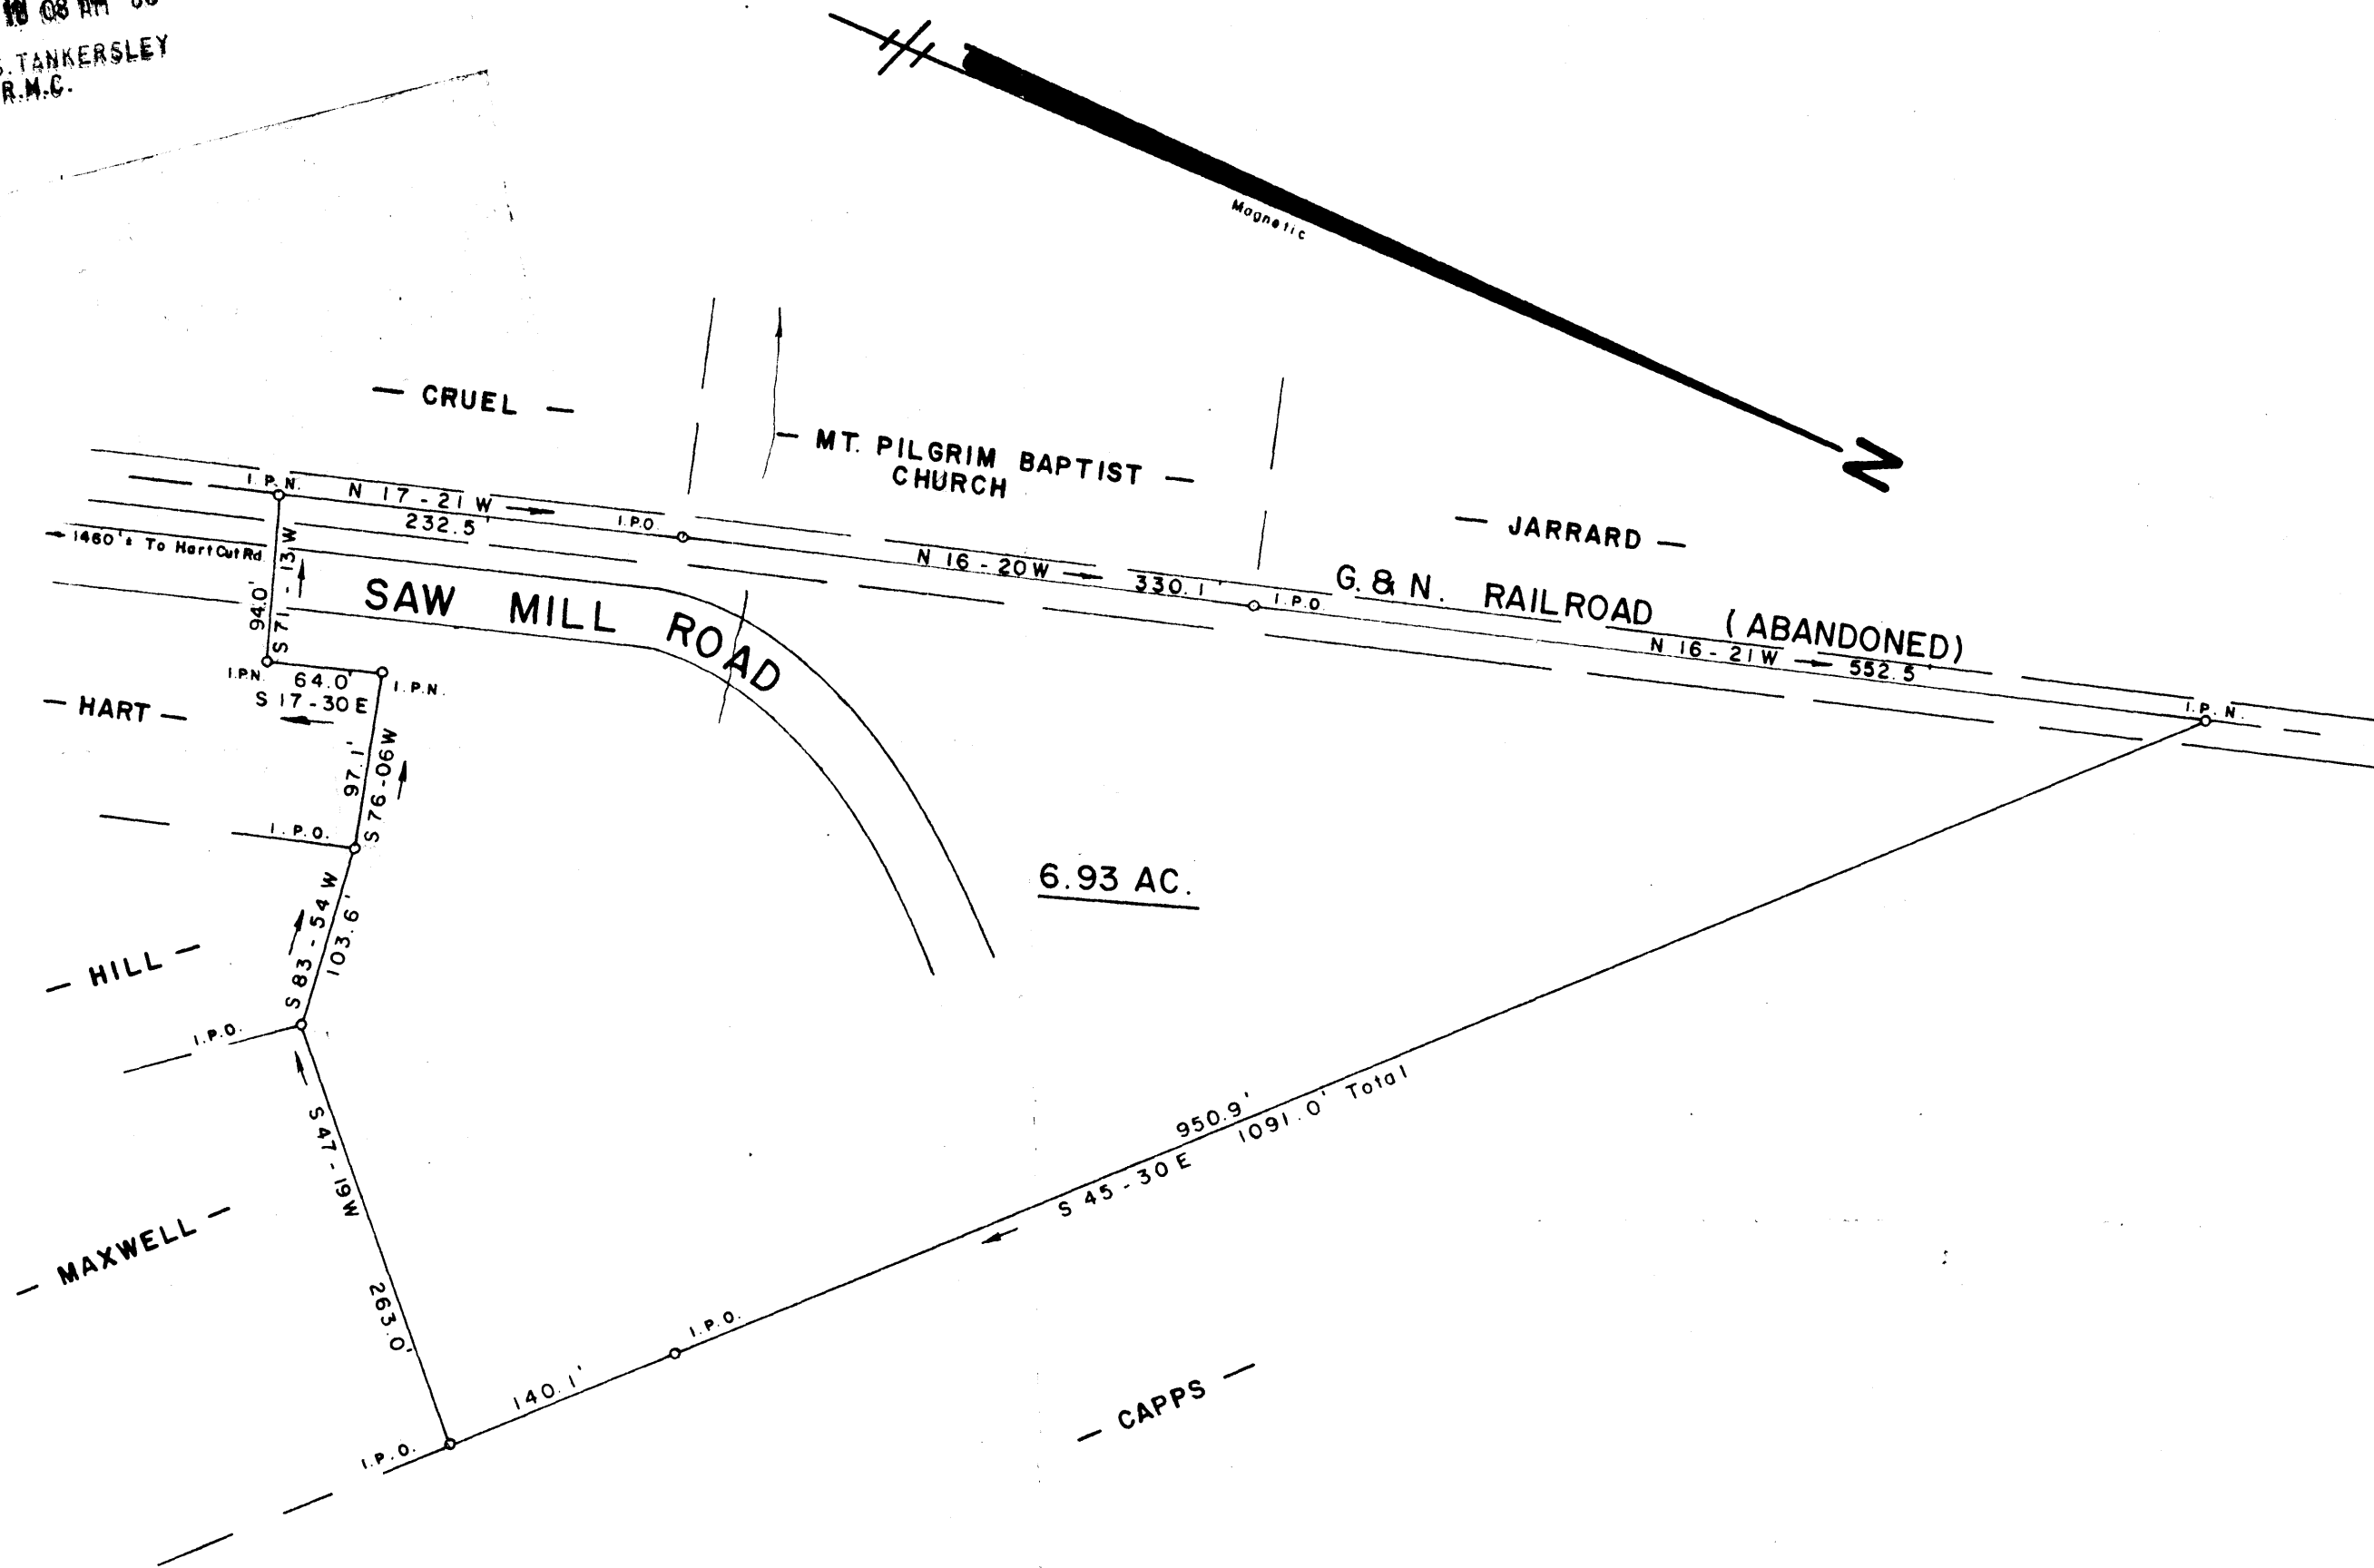 TANKERSLEY
R.M.C.
Magnetic
N
— CRUEL —
— MT. PILGRIM BAPTIST —
CHURCH
— JARRARD —
I.P.N.
N 17-21 W
232.5'
I.P.O.
N 16-20 W
330.1'
I.P.O.
G. & N. RAILROAD (ABANDONED)
N 16-21 W
552.5'
I.P.N.
1460'± To Hart Cut Rd
SAW MILL ROAD
94.0'
S 71-13 W
I.P.N.
64.0'
S 17-30 E
I.P.N.
— HART —
97.1'
S 76-06 W
I.P.O.
S 83-54 W
103.6'
6.93 AC.
— HILL —
I.P.O.
S 47-19 W
263.0'
— MAXWELL —
950.9'
1091.0' Total
S 45-30 E
I.P.O.
140.1'
I.P.O.
— CAPPS —